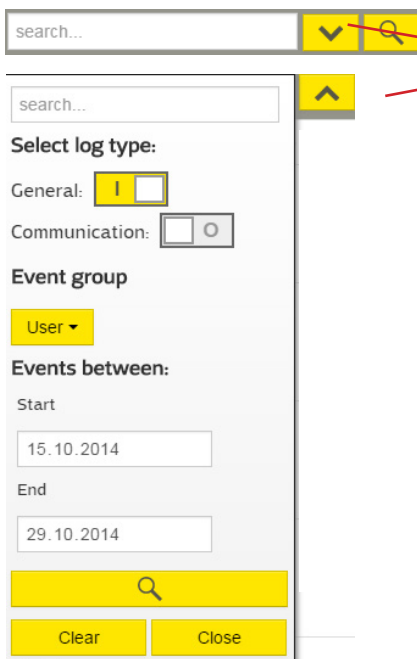 search...
search...
Select log type:
General: I
Communication: O
Event group
User
Events between:
Start
15.10.2014
End
29.10.2014
Clear Close